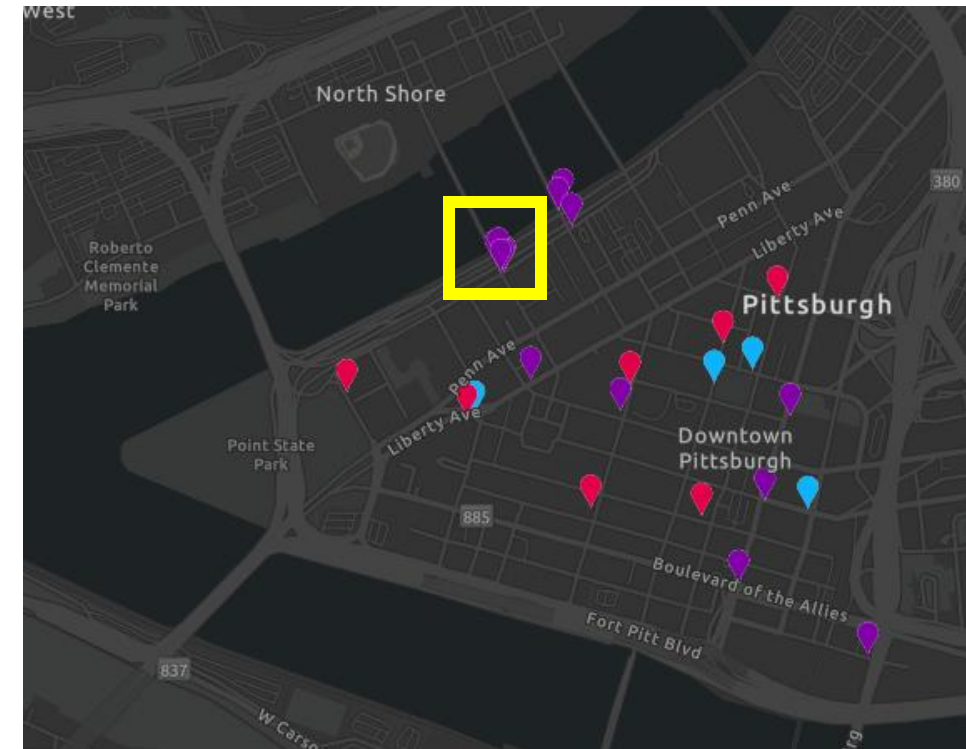 West
North Shore
380
Penn Ave
Liberty Ave
Roberto
Clemente
Memorial
Park
Pittsburgh
Penn Ave
Liberty Ave
Point State
Park
Downtown
Pittsburgh
885
Boulevard of the Allies
Fort Pitt Blvd
837
W Carso
rg